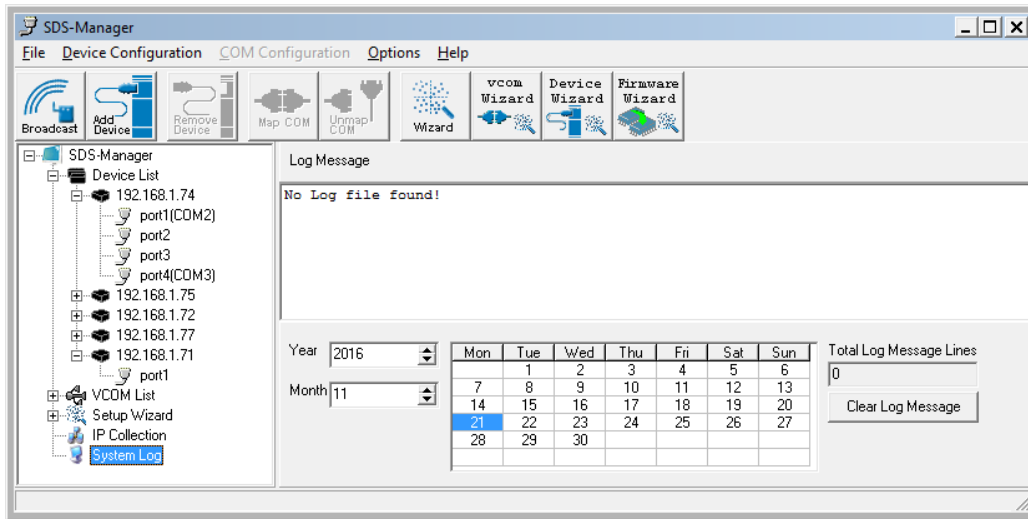 SDS-Manager
File Device Configuration COM Configuration Options Help
Broadcast
Add
Device
Remove
Device
Map COM
Unmap
COM
Wizard
vcom
Wizard
Device
Wizard
Firmware
Wizard
SDS-Manager
Device List
192.168.1.74
port1(COM2)
port2
port3
port4(COM3)
192.168.1.75
192.168.1.72
192.168.1.77
192.168.1.71
port1
VCOM List
Setup Wizard
IP Collection
System Log
Log Message
No Log file found!
Year 2016
Month 11
Mon Tue Wed Thu Fri Sat Sun
1 2 3 4 5 6
7 8 9 10 11 12 13
14 15 16 17 18 19 20
21 22 23 24 25 26 27
28 29 30
Total Log Message Lines
0
Clear Log Message